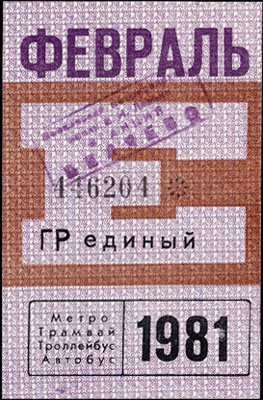 ФЕВРАЛЬ
Е
446204
ГР единый
Метро
Трамвай
Троллейбус
Автобус
1981